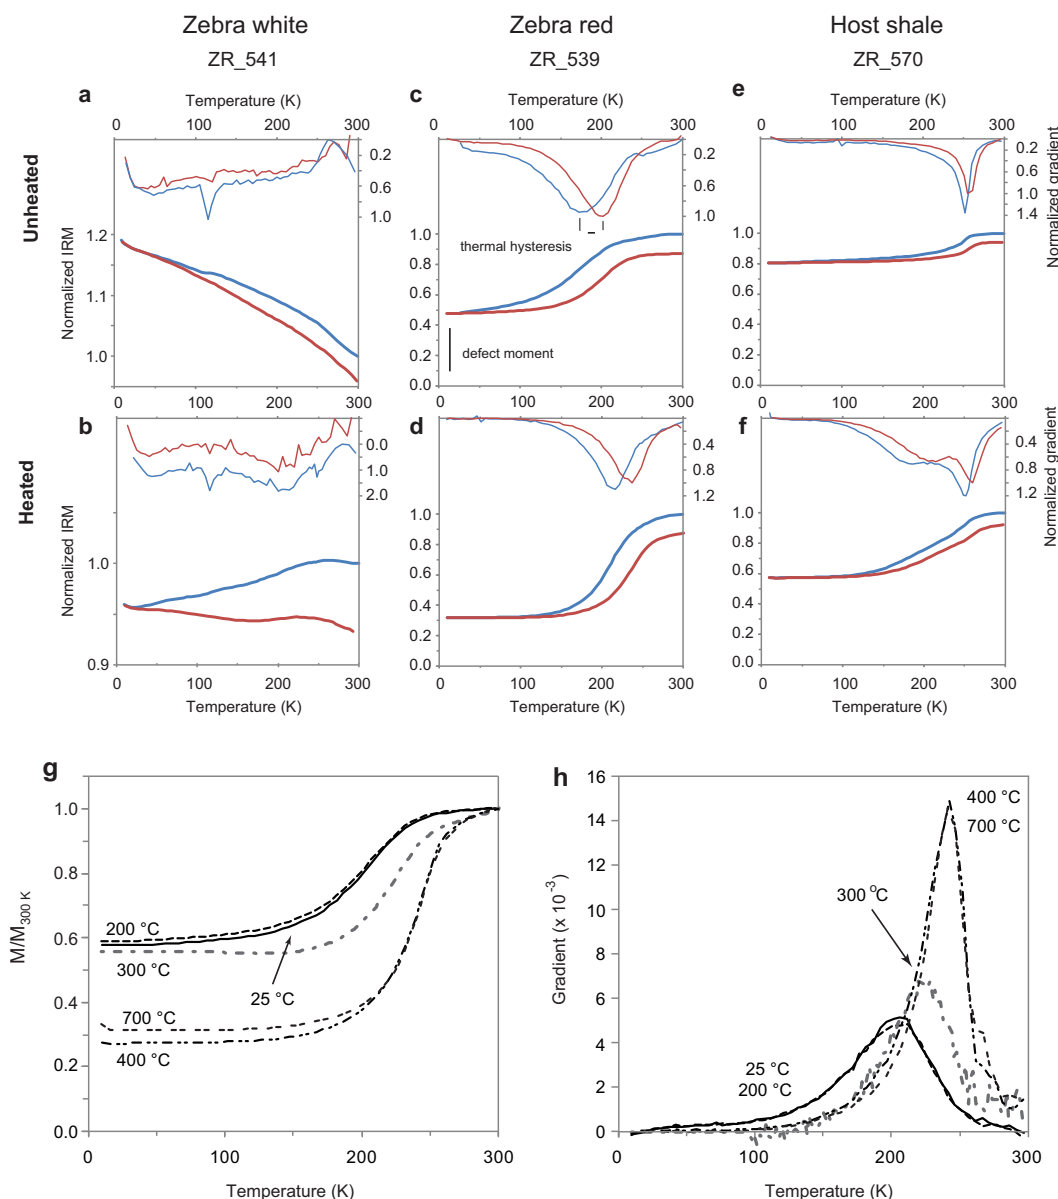 Zebra white
Zebra red
Host shale
ZR_541
ZR_539
ZR_570
a
c
e
Temperature (K)
Temperature (K)
Temperature (K)
0 100 200 300
0 100 200 300
0 100 200 300
Unheated
Normalized IRM
0.2
0.6
1.0
1.2
1.1
1.0
0 100 200 300
0.2
0.6
1.0
1.0
0.8
0.6
0.4
0.2
0.0
thermal hysteresis
defect moment
0 100 200 300
0.2
0.6
1.0
1.4
Normalized gradient
1.0
0.8
0.6
0.4
0.2
0.0
0 100 200 300
b
d
f
Heated
Normalized IRM
0.0
1.0
2.0
1.0
0.9
0 100 200 300
Temperature (K)
0.4
0.8
1.2
1.0
0.8
0.6
0.4
0.2
0.0
0 100 200 300
Temperature (K)
0.4
0.8
1.2
Normalized gradient
1.0
0.8
0.6
0.4
0.2
0.0
0 100 200 300
Temperature (K)
g
M/M300 K
1.0
0.8
0.6
0.4
0.2
0.0
200 °C
300 °C
25 °C
700 °C
400 °C
0 100 200 300
Temperature (K)
h
Gradient (x 10-3)
16
14
12
10
8
6
4
2
0
400 °C
700 °C
300 °C
25 °C
200 °C
0 100 200 300
Temperature (K)